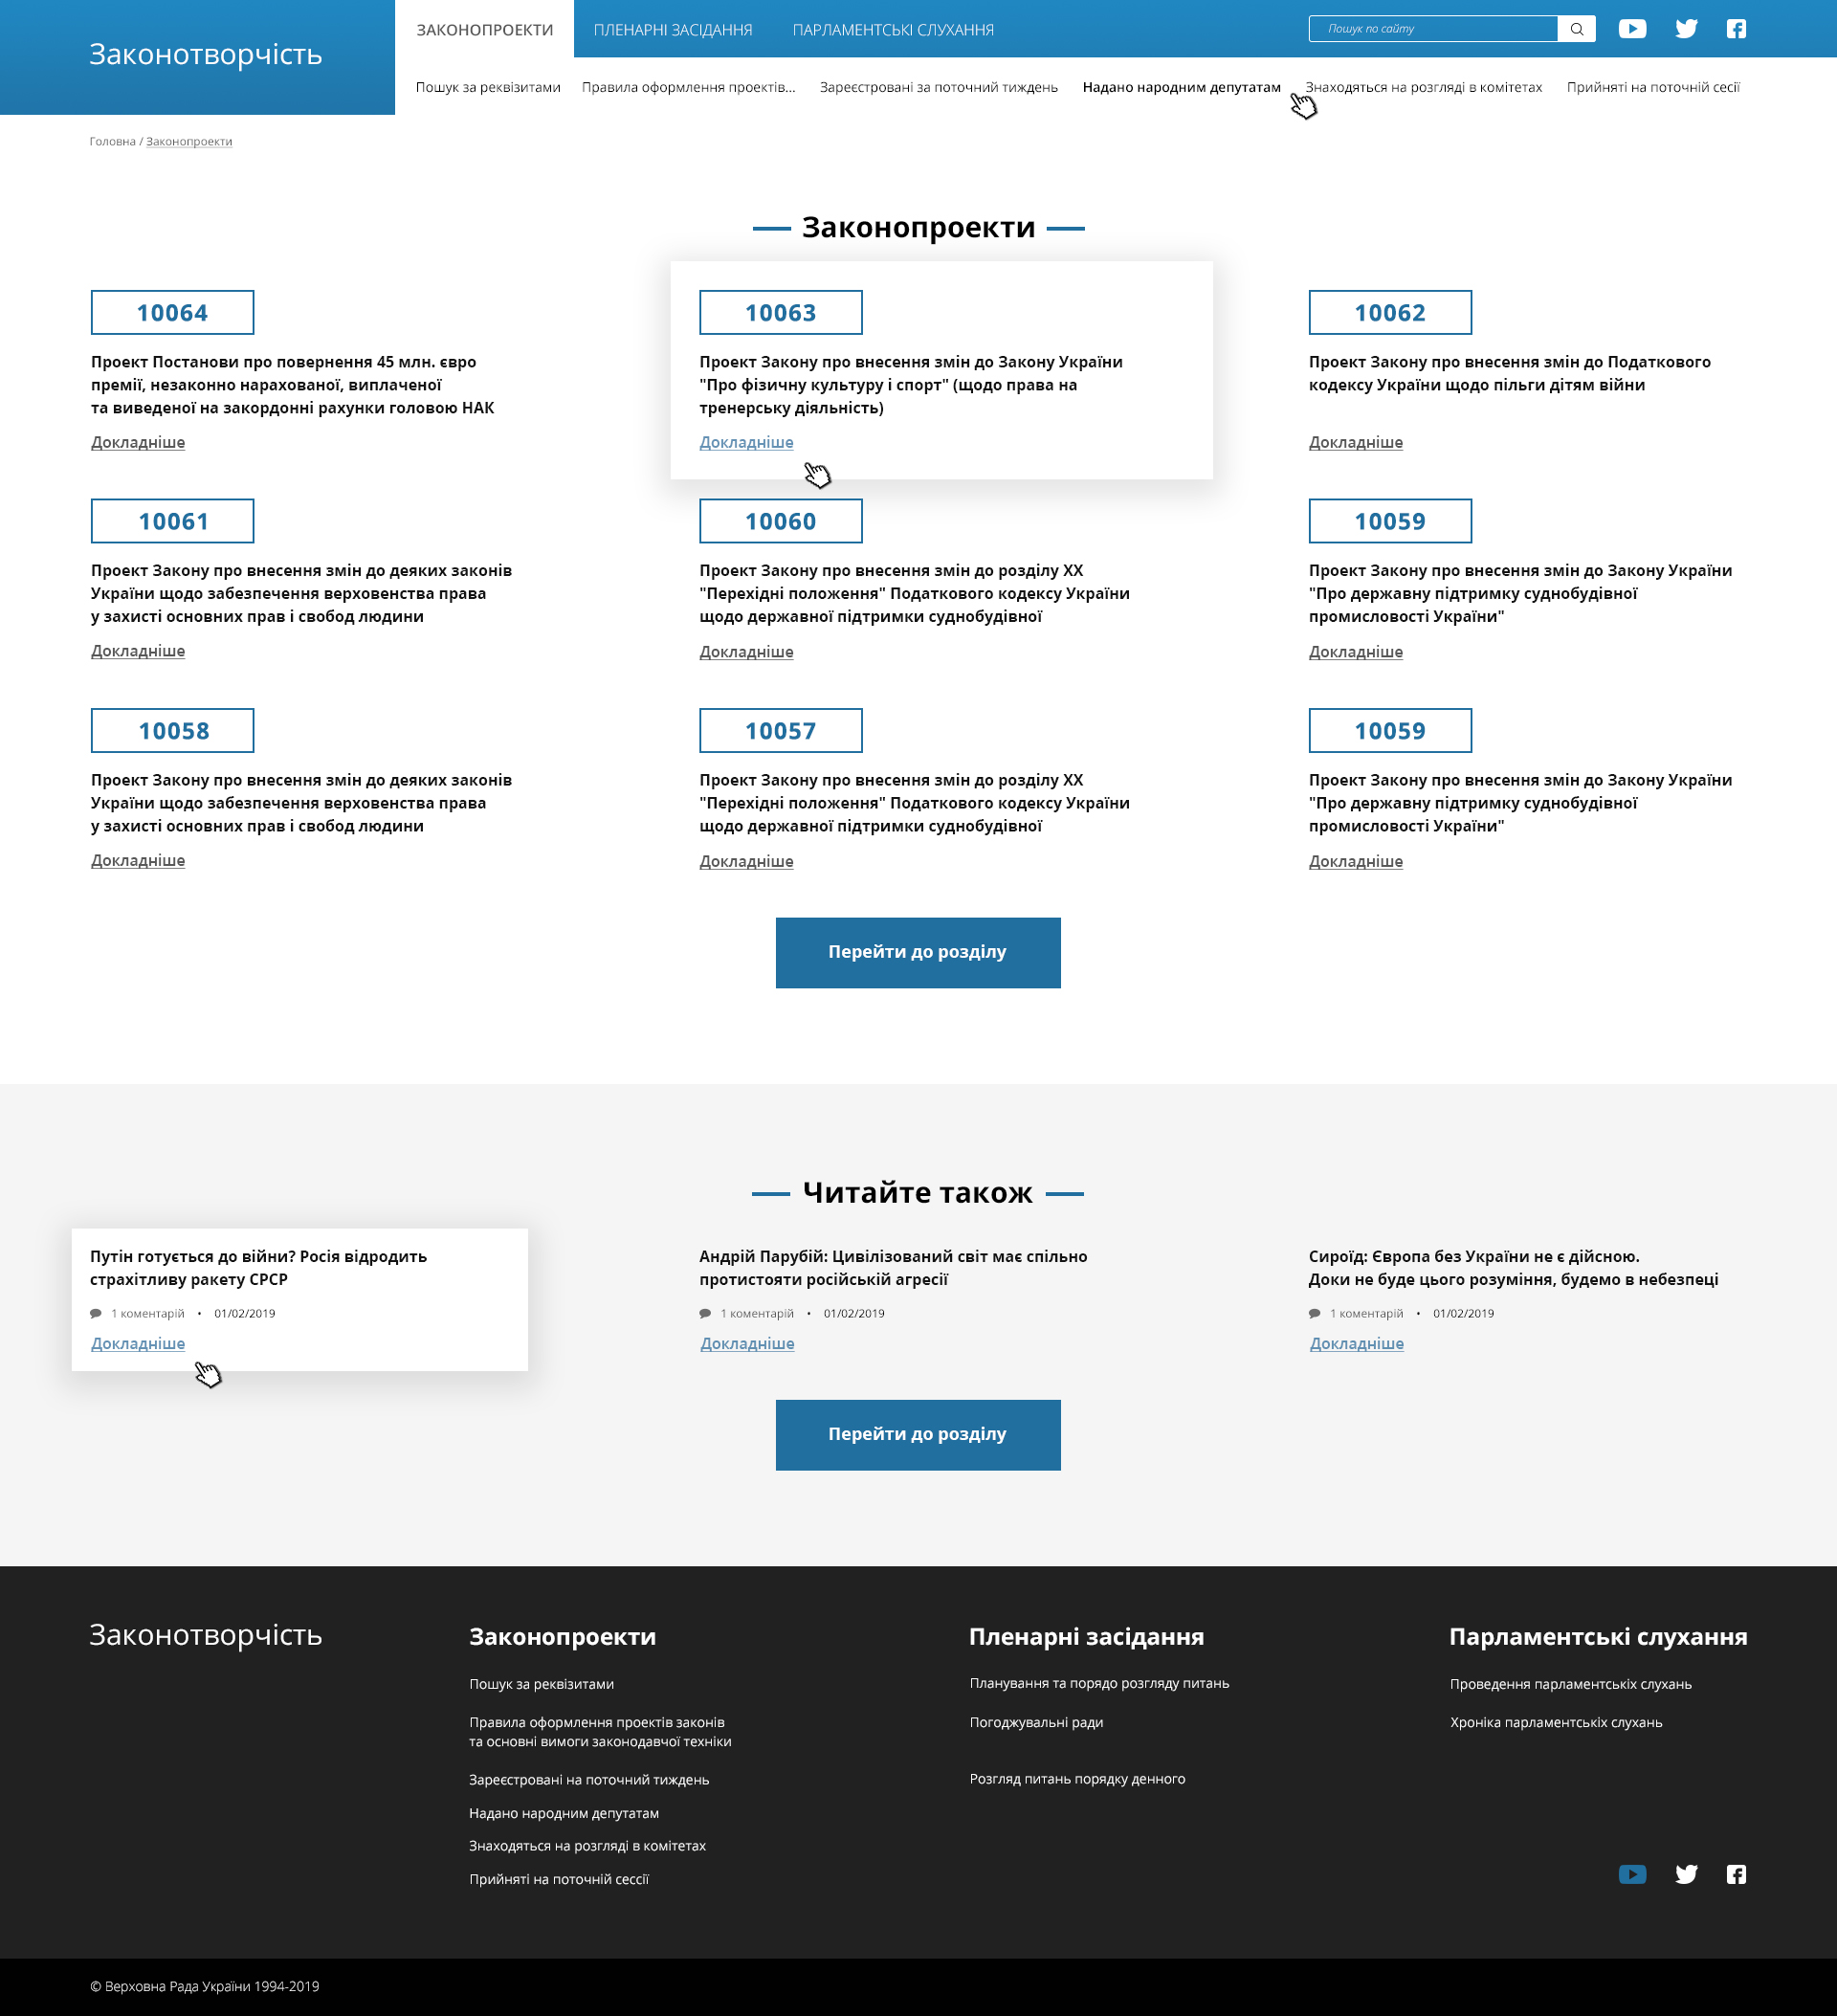 Законотворчість
ЗАКОНОПРОЕКТИ
ПЛЕНАРНІ ЗАСІДАННЯ
ПАРЛАМЕНТСЬКІ СЛУХАННЯ
Пошук по сайту
Пошук за реквізитами
Правила оформлення проектів...
Зареєстровані за поточний тиждень
Надано народним депутатам
Знаходяться на розгляді в комітетах
Прийняті на поточній сесії
Головна / Законопроекти
Законопроекти
10064
Проект Постанови про повернення 45 млн. євро
премії, незаконно нарахованої, виплаченої
та виведеної на закордонні рахунки головою НАК
Докладніше
10063
Проект Закону про внесення змін до Закону України
"Про фізичну культуру і спорт" (щодо права на
тренерську діяльність)
Докладніше
10062
Проект Закону про внесення змін до Податкового
кодексу України щодо пільги дітям війни
Докладніше
10061
Проект Закону про внесення змін до деяких законів
України щодо забезпечення верховенства права
у захисті основних прав і свобод людини
Докладніше
10060
Проект Закону про внесення змін до розділу XX
"Перехідні положення" Податкового кодексу України
щодо державної підтримки суднобудівної
Докладніше
10059
Проект Закону про внесення змін до Закону України
"Про державну підтримку суднобудівної
промисловості України"
Докладніше
10058
Проект Закону про внесення змін до деяких законів
України щодо забезпечення верховенства права
у захисті основних прав і свобод людини
Докладніше
10057
Проект Закону про внесення змін до розділу XX
"Перехідні положення" Податкового кодексу України
щодо державної підтримки суднобудівної
Докладніше
10059
Проект Закону про внесення змін до Закону України
"Про державну підтримку суднобудівної
промисловості України"
Докладніше
Перейти до розділу
Читайте також
Путін готується до війни? Росія відродить
страхітливу ракету СРСР
1 коментарій • 01/02/2019
Докладніше
Андрій Парубій: Цивілізований світ має спільно
протистояти російській агресії
1 коментарій • 01/02/2019
Докладніше
Сироїд: Європа без України не є дійсною.
Доки не буде цього розуміння, будемо в небезпеці
1 коментарій • 01/02/2019
Докладніше
Перейти до розділу
Законотворчість
Законопроекти
Пошук за реквізитами
Правила оформлення проектів законів
та основні вимоги законодавчої техніки
Зареєстровані на поточний тиждень
Надано народним депутатам
Знаходяться на розгляді в комітетах
Прийняті на поточній сессії
Пленарні засідання
Планування та порядо розгляду питань
Погоджувальні ради
Розгляд питань порядку денного
Парламентські слухання
Проведення парламентськіх слухань
Хроніка парламентськіх слухань
© Верховна Рада України 1994-2019